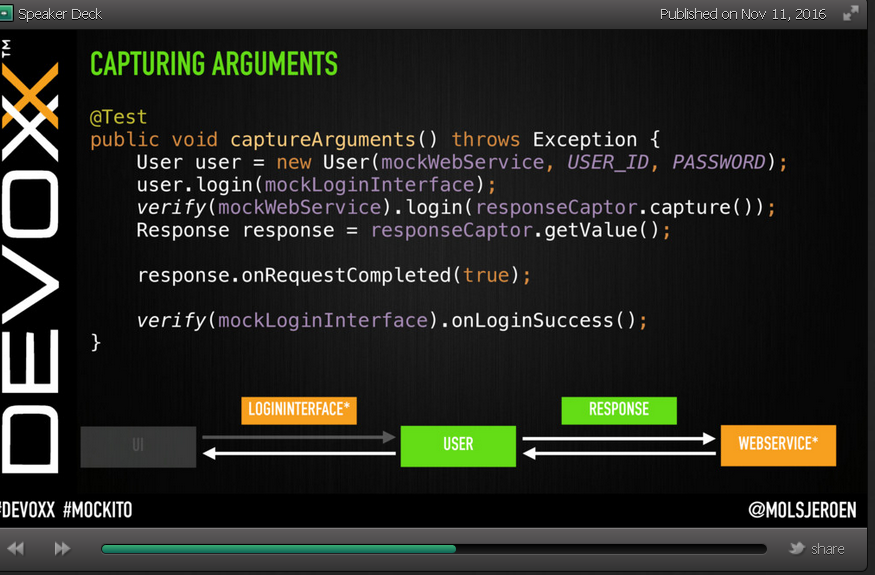 Speaker Deck
Published on Nov 11, 2016
DEVOXX™
CAPTURING ARGUMENTS
@Test
public void captureArguments() throws Exception {
    User user = new User(mockWebService, USER_ID, PASSWORD);
    user.login(mockLoginInterface);
    verify(mockWebService).login(responseCaptor.capture());
    Response response = responseCaptor.getValue();
    response.onRequestCompleted(true);
    verify(mockLoginInterface).onLoginSuccess();
}
LOGININTERFACE*
RESPONSE
UI
USER
WEBSERVICE*
#DEVOXX #MOCKITO
@MOLSJEROEN
share